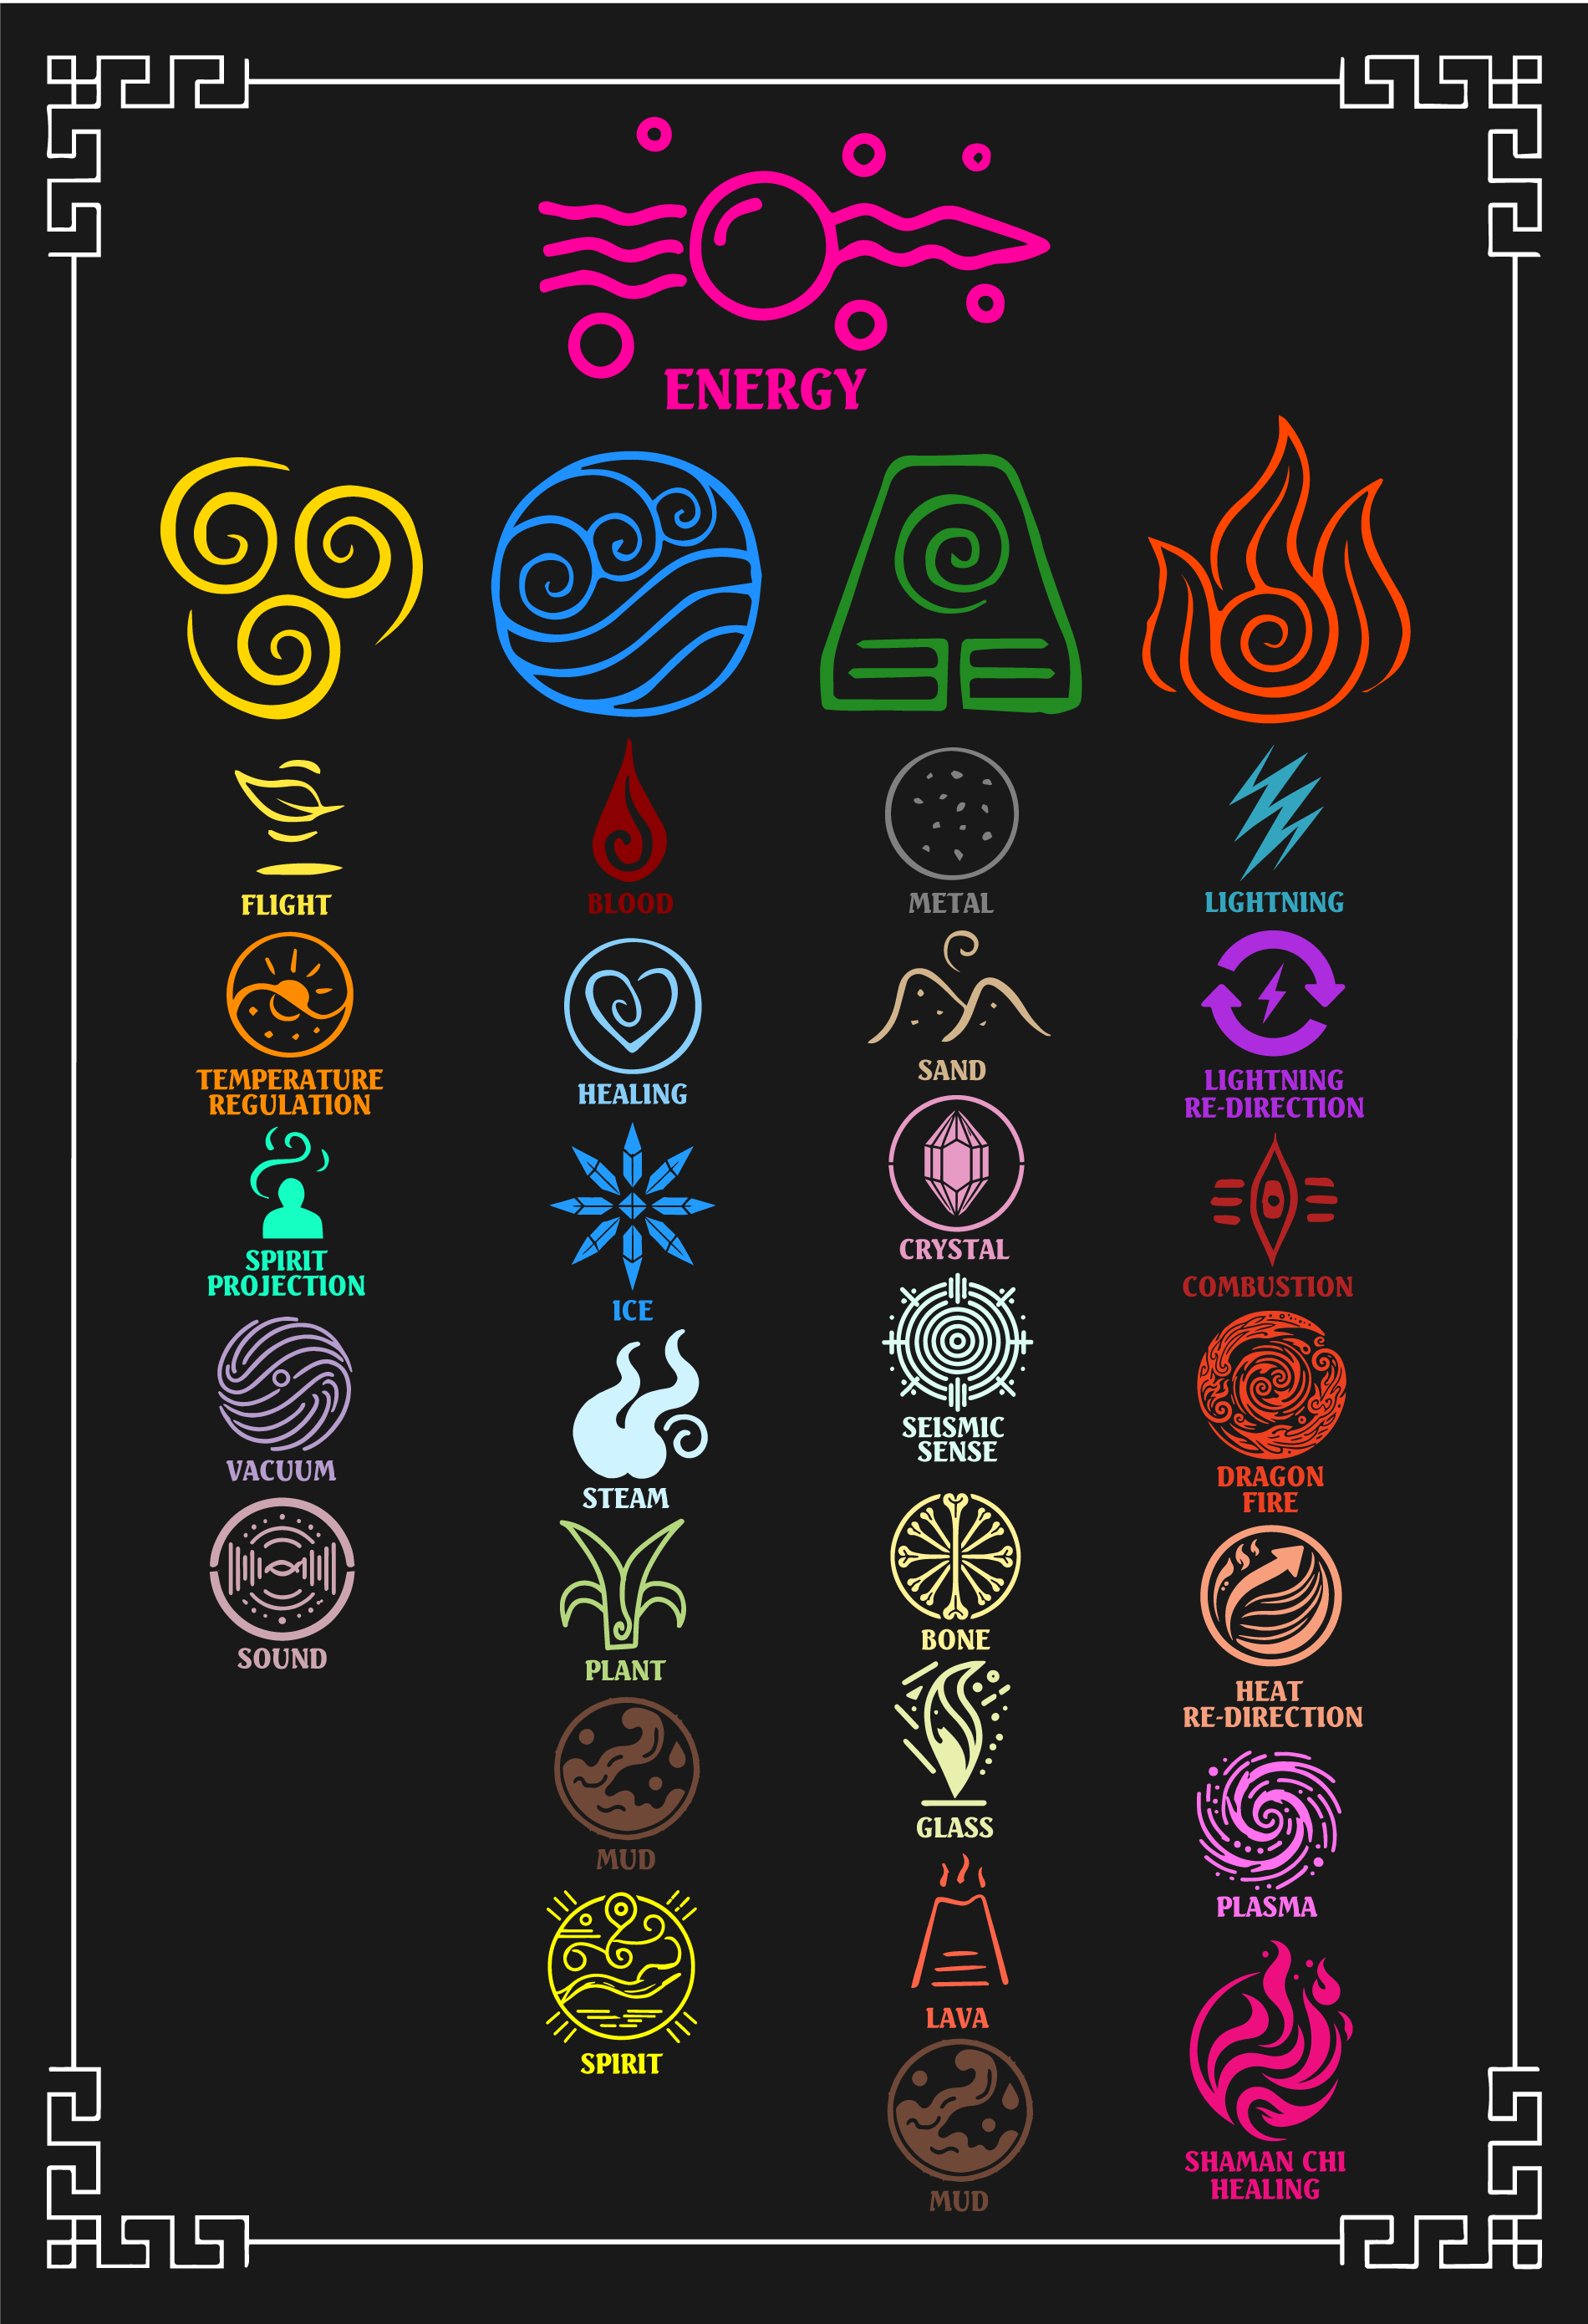 ENERGY
FLIGHT
TEMPERATURE
REGULATION
SPIRIT
PROJECTION
VACUUM
SOUND
BLOOD
HEALING
ICE
STEAM
PLANT
MUD
SPIRIT
METAL
SAND
CRYSTAL
SEISMIC
SENSE
BONE
GLASS
LAVA
MUD
LIGHTNING
LIGHTNING
RE-DIRECTION
COMBUSTION
DRAGON
FIRE
HEAT
RE-DIRECTION
PLASMA
SHAMAN CHI
HEALING